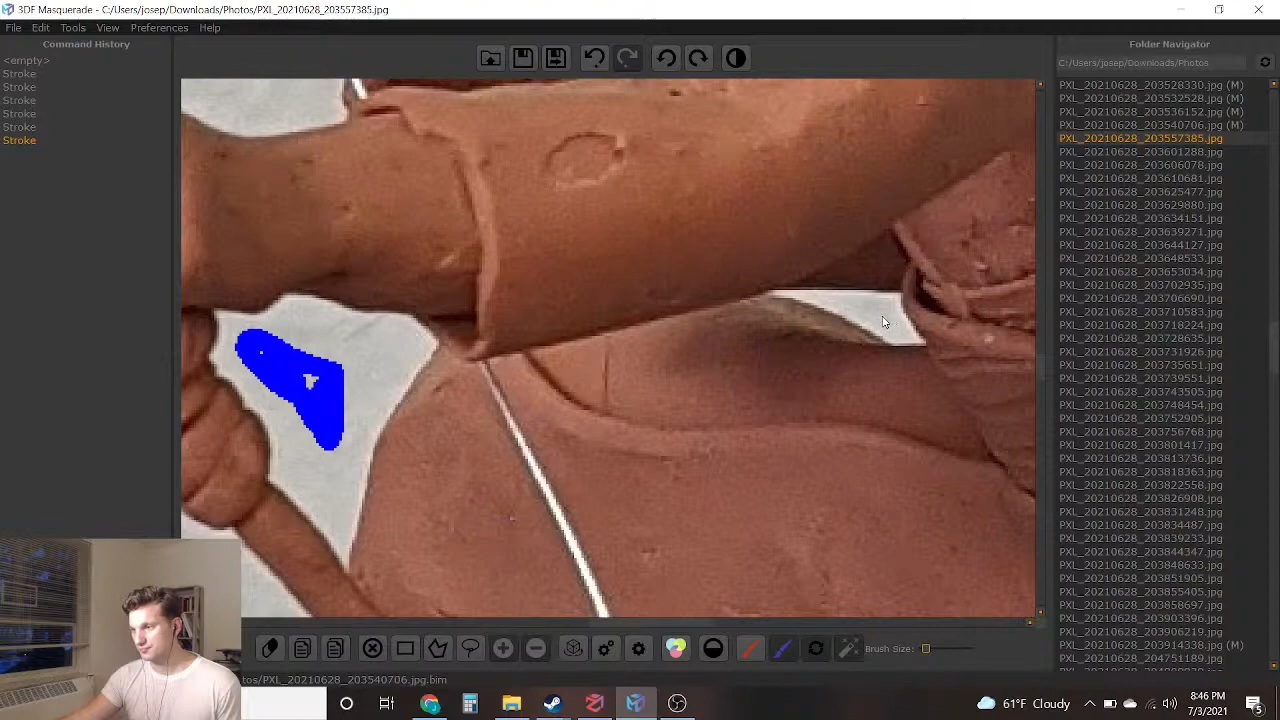 3DF Masquerade - C:/Users/josep/Downloads/Photos/PXL_20210628_203557385.jpg
File Edit Tools View Preferences Help
Command History
<empty>
Stroke
Stroke
Stroke
Stroke
Stroke
Stroke
Folder Navigator
C:/Users/josep/Downloads/Photos
PXL_20210628_203528330.jpg (M)
PXL_20210628_203532528.jpg (M)
PXL_20210628_203536152.jpg (M)
PXL_20210628_203540706.jpg (M)
PXL_20210628_203557385.jpg
PXL_20210628_203601288.jpg
PXL_20210628_203606078.jpg
PXL_20210628_203610681.jpg
PXL_20210628_203625477.jpg
PXL_20210628_203629880.jpg
PXL_20210628_203634151.jpg
PXL_20210628_203639271.jpg
PXL_20210628_203644127.jpg
PXL_20210628_203648533.jpg
PXL_20210628_203653034.jpg
PXL_20210628_203702935.jpg
PXL_20210628_203706690.jpg
PXL_20210628_203710583.jpg
PXL_20210628_203718224.jpg
PXL_20210628_203728635.jpg
PXL_20210628_203731926.jpg
PXL_20210628_203735651.jpg
PXL_20210628_203739551.jpg
PXL_20210628_203743505.jpg
PXL_20210628_203748454.jpg
PXL_20210628_203752905.jpg
PXL_20210628_203756768.jpg
PXL_20210628_203801417.jpg
PXL_20210628_203813736.jpg
PXL_20210628_203818363.jpg
PXL_20210628_203822558.jpg
PXL_20210628_203826908.jpg
PXL_20210628_203831248.jpg
PXL_20210628_203834487.jpg
PXL_20210628_203839233.jpg
PXL_20210628_203844347.jpg
PXL_20210628_203848633.jpg
PXL_20210628_203851905.jpg
PXL_20210628_203855405.jpg
PXL_20210628_203858697.jpg
PXL_20210628_203903396.jpg
PXL_20210628_203906219.jpg
PXL_20210628_203914338.jpg (M)
PXL_20210628_204751189.jpg
Brush Size:
tos/PXL_20210628_203540706.jpg.bim
61°F Cloudy
8:46 PM
7/3/2021
5